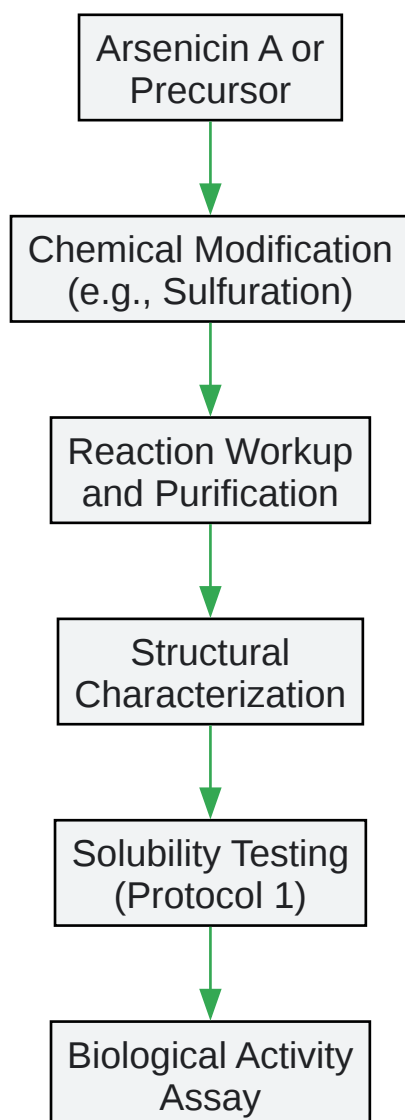 Arsenicin A or
Precursor
Chemical Modification
(e.g., Sulfuration)
Reaction Workup
and Purification
Structural
Characterization
Solubility Testing
(Protocol 1)
Biological Activity
Assay